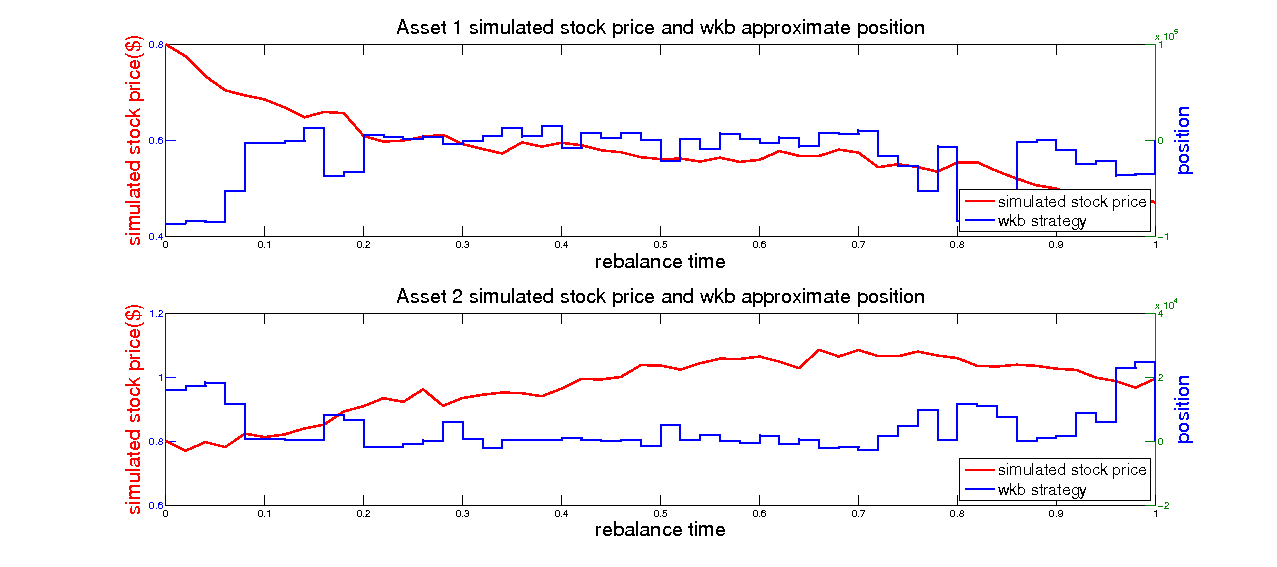 Asset 1 simulated stock price and wkb approximate position
x 10^5
simulated stock price($)
0.8
0.6
0.4
1
0
-1
position
simulated stock price
wkb strategy
0 0.1 0.2 0.3 0.4 0.5 0.6 0.7 0.8 0.9 1
rebalance time
Asset 2 simulated stock price and wkb approximate position
x 10^4
simulated stock price($)
1.2
1
0.8
0.6
4
2
0
-2
position
simulated stock price
wkb strategy
0 0.1 0.2 0.3 0.4 0.5 0.6 0.7 0.8 0.9 1
rebalance time